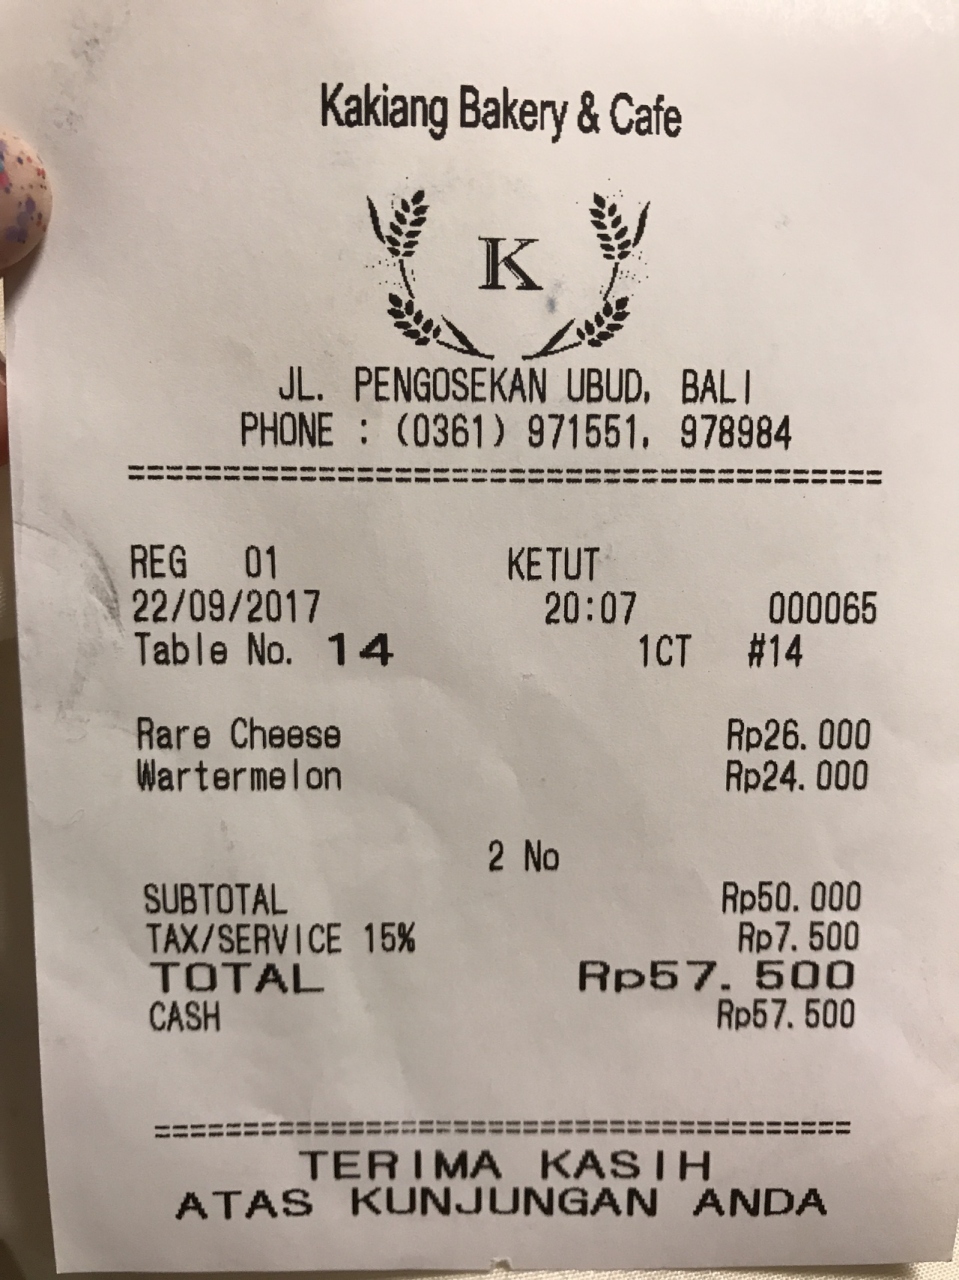 Kakiang Bakery & Cafe
K
JL. PENGOSEKAN UBUD, BALI
PHONE : (0361) 971551, 978984
========================================
REG 01 KETUT
22/09/2017 20:07 000065
Table No. 14 1CT #14
Rare Cheese Rp26.000
Wartermelon Rp24.000
2 No
SUBTOTAL Rp50.000
TAX/SERVICE 15% Rp7.500
TOTAL Rp57.500
CASH Rp57.500
========================================
TERIMA KASIH
ATAS KUNJUNGAN ANDA